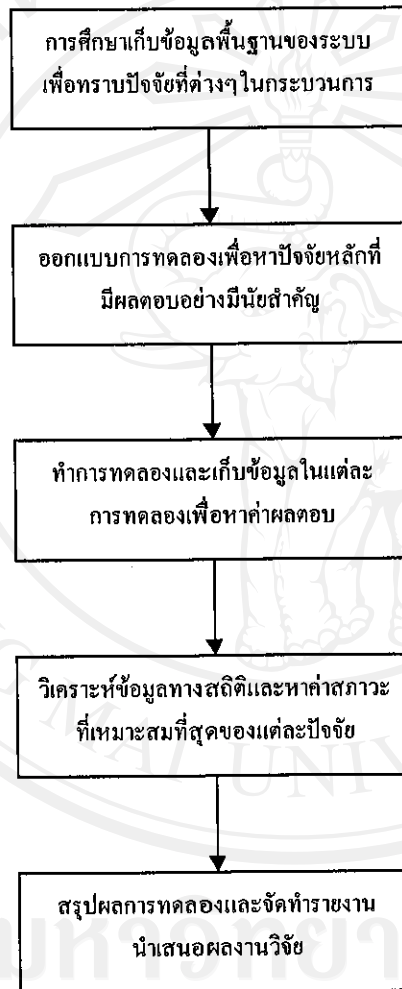 การศึกษาเก็บข้อมูลพื้นฐานของระบบ
เพื่อทราบปัจจัยที่ต่างๆในกระบวนการ
ออกแบบการทดลองเพื่อหาปัจจัยหลักที่
มีผลตอบอย่างมีนัยสำคัญ
ทำการทดลองและเก็บข้อมูลในแต่ละ
การทดลองเพื่อหาค่าผลตอบ
วิเคราะห์ข้อมูลทางสถิติและหาค่าสภาวะ
ที่เหมาะสมที่สุดของแต่ละปัจจัย
สรุปผลการทดลองและจัดทำรายงาน
นำเสนอผลงานวิจัย